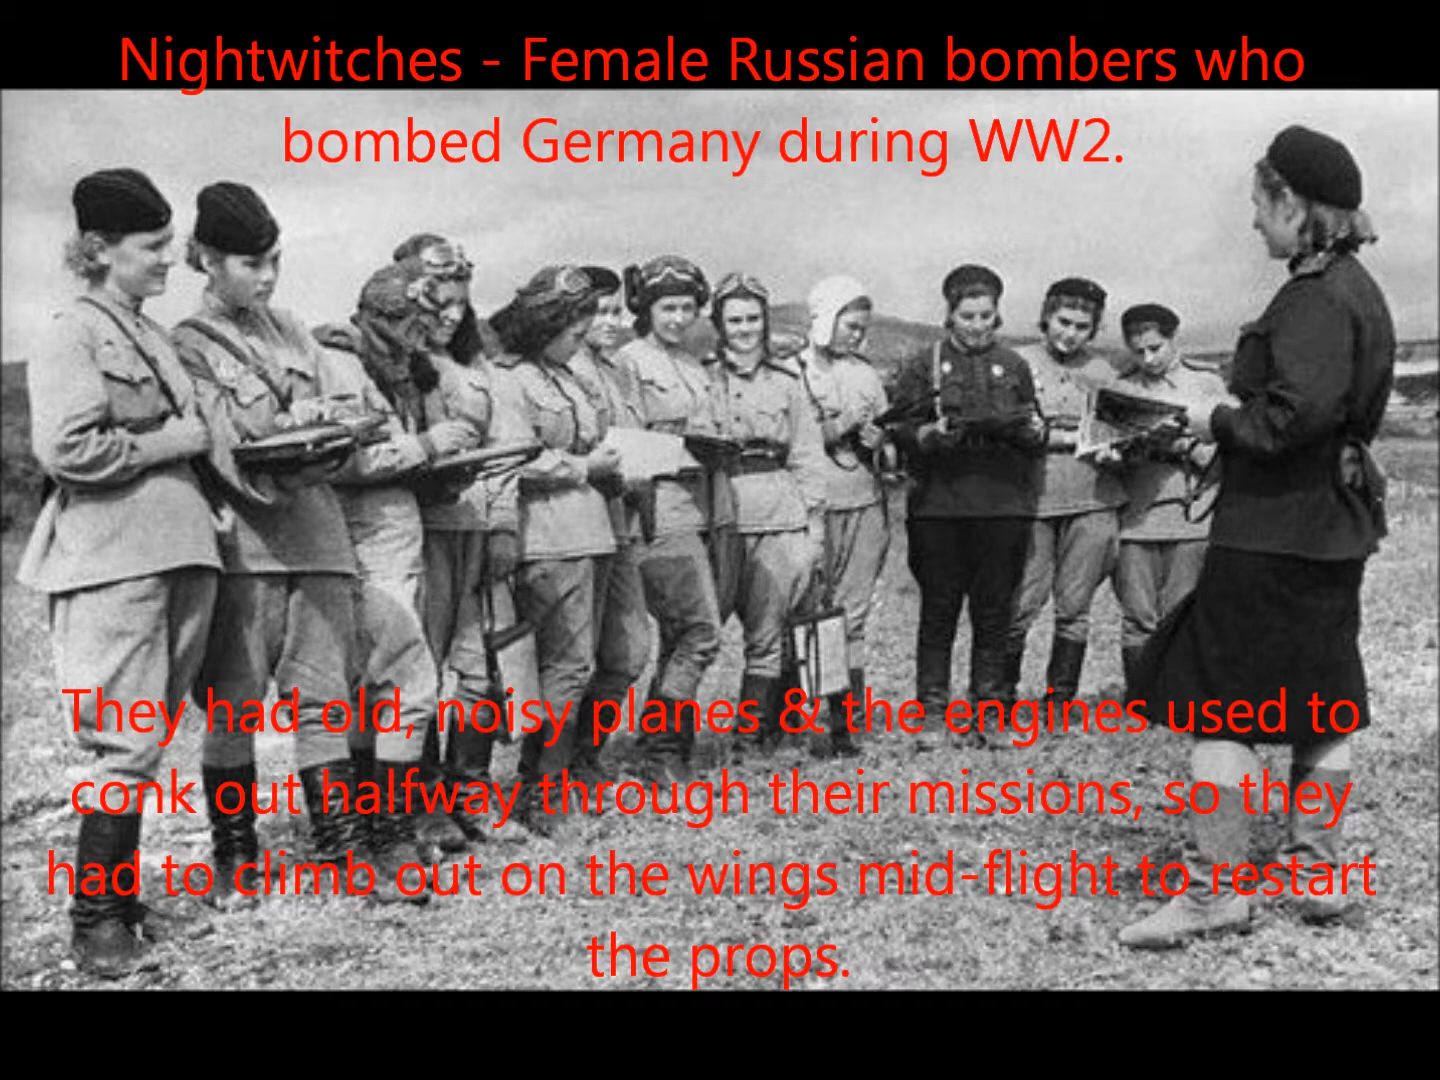 Nightwitches - Female Russian bombers who
bombed Germany during WW2.
They had old, noisy planes & the engines used to
conk out halfway through their missions, so they
had to climb out on the wings mid-flight to restart
the props.